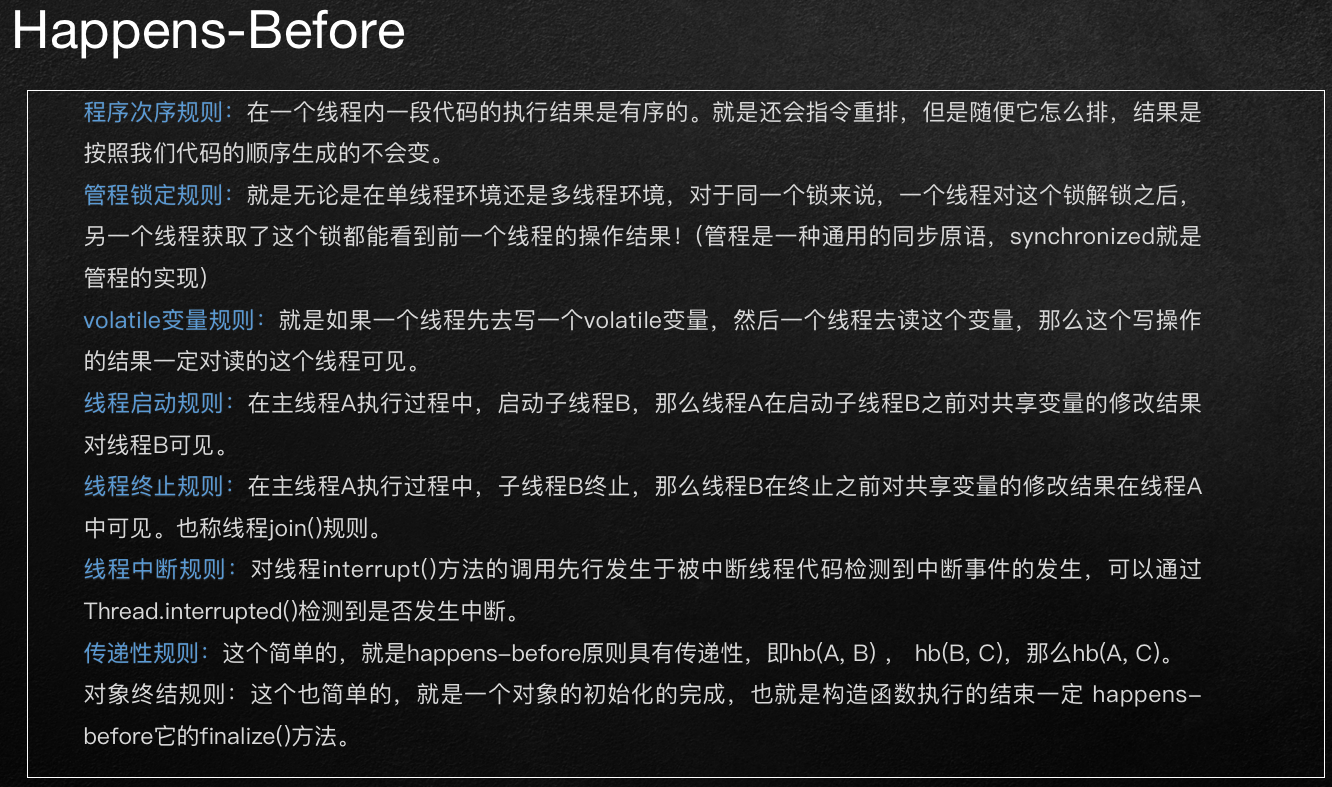 Happens-Before
程序次序规则：在一个线程内一段代码的执行结果是有序的。就是还会指令重排，但是随便它怎么排，结果是
按照我们代码的顺序生成的不会变。
管程锁定规则：就是无论是在单线程环境还是多线程环境，对于同一个锁来说，一个线程对这个锁解锁之后，
另一个线程获取了这个锁都能看到前一个线程的操作结果！(管程是一种通用的同步原语，synchronized就是
管程的实现）
volatile变量规则：就是如果一个线程先去写一个volatile变量，然后一个线程去读这个变量，那么这个写操作
的结果一定对读的这个线程可见。
线程启动规则：在主线程A执行过程中，启动子线程B，那么线程A在启动子线程B之前对共享变量的修改结果
对线程B可见。
线程终止规则：在主线程A执行过程中，子线程B终止，那么线程B在终止之前对共享变量的修改结果在线程A
中可见。也称线程join()规则。
线程中断规则：对线程interrupt()方法的调用先行发生于被中断线程代码检测到中断事件的发生，可以通过
Thread.interrupted()检测到是否发生中断。
传递性规则：这个简单的，就是happens-before原则具有传递性，即hb(A, B) ， hb(B, C)，那么hb(A, C)。
对象终结规则：这个也简单的，就是一个对象的初始化的完成，也就是构造函数执行的结束一定 happens-
before它的finalize()方法。